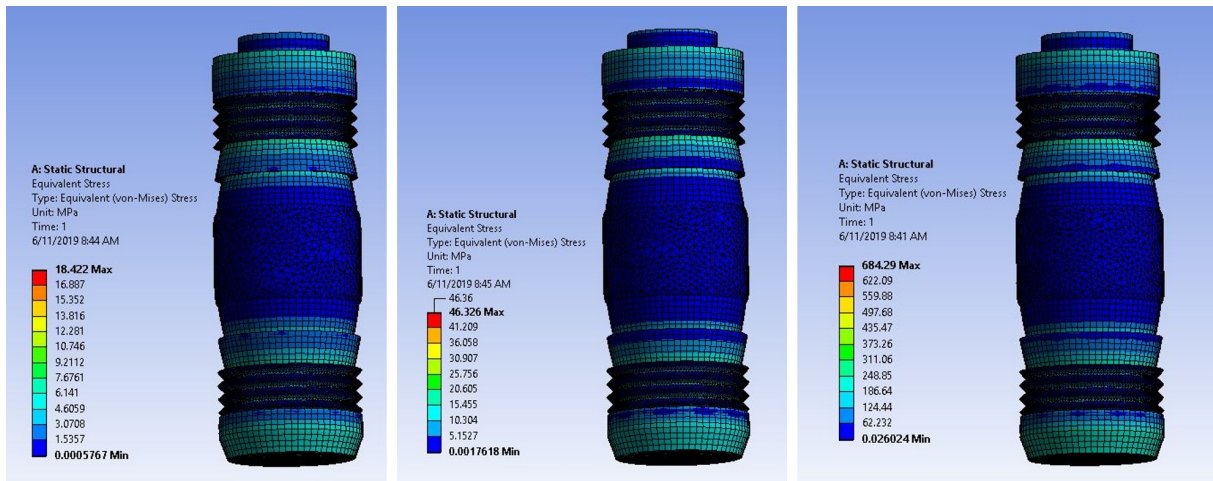 A: Static Structural
Equivalent Stress
Type: Equivalent (von-Mises) Stress
Unit: MPa
Time: 1
6/11/2019 8:44 AM
18.422 Max
16.887
15.352
13.816
12.281
10.746
9.2112
7.6761
6.141
4.6059
3.0708
1.5357
0.0005767 Min
A: Static Structural
Equivalent Stress
Type: Equivalent (von-Mises) Stress
Unit: MPa
Time: 1
6/11/2019 8:45 AM
46.36
46.326 Max
41.209
36.058
30.907
25.756
20.605
15.455
10.304
5.1527
0.0017618 Min
A: Static Structural
Equivalent Stress
Type: Equivalent (von-Mises) Stress
Unit: MPa
Time: 1
6/11/2019 8:41 AM
684.29 Max
622.09
559.88
497.68
435.47
373.26
311.06
248.85
186.64
124.44
62.232
0.026024 Min